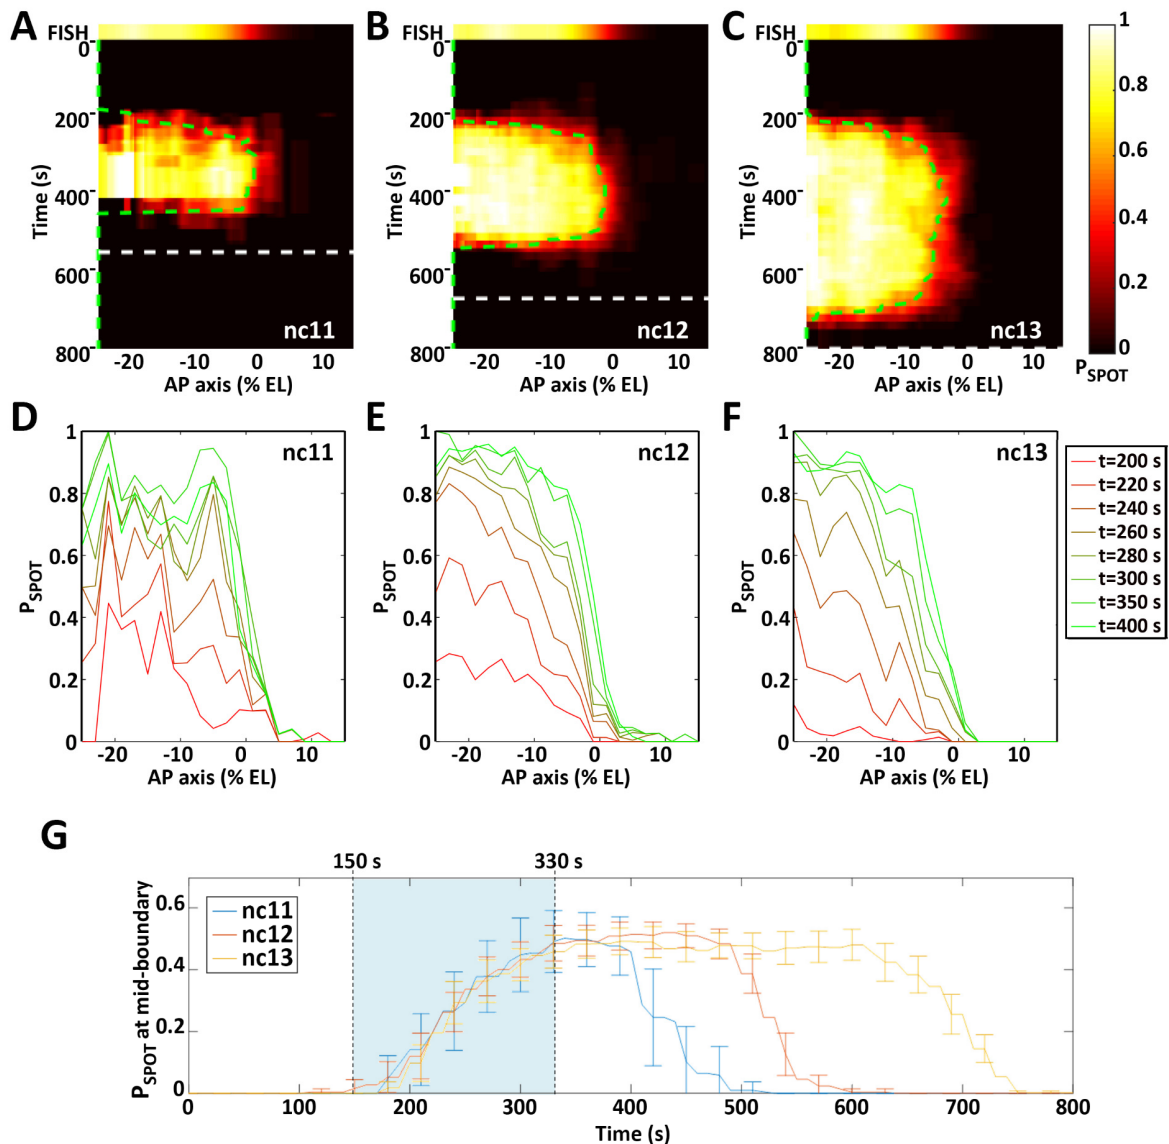 A
B
C
FISH
FISH
FISH
0
200
400
600
800
Time (s)
nc11
-20
-10
0
10
AP axis (% EL)
0
200
400
600
800
Time (s)
nc12
-20
-10
0
10
AP axis (% EL)
0
200
400
600
800
Time (s)
nc13
-20
-10
0
10
AP axis (% EL)
1
0.8
0.6
0.4
0.2
0
PSPOT
D
E
F
nc11
1
0.8
0.6
0.4
0.2
0
PSPOT
-20
-10
0
10
AP axis (% EL)
nc12
1
0.8
0.6
0.4
0.2
0
PSPOT
-20
-10
0
10
AP axis (% EL)
nc13
1
0.8
0.6
0.4
0.2
0
PSPOT
-20
-10
0
10
AP axis (% EL)
t=200 s
t=220 s
t=240 s
t=260 s
t=280 s
t=300 s
t=350 s
t=400 s
G
150 s
330 s
nc11
nc12
nc13
0.6
0.4
0.2
0
PSPOT at mid-boundary
0
100
200
300
400
500
600
700
800
Time (s)